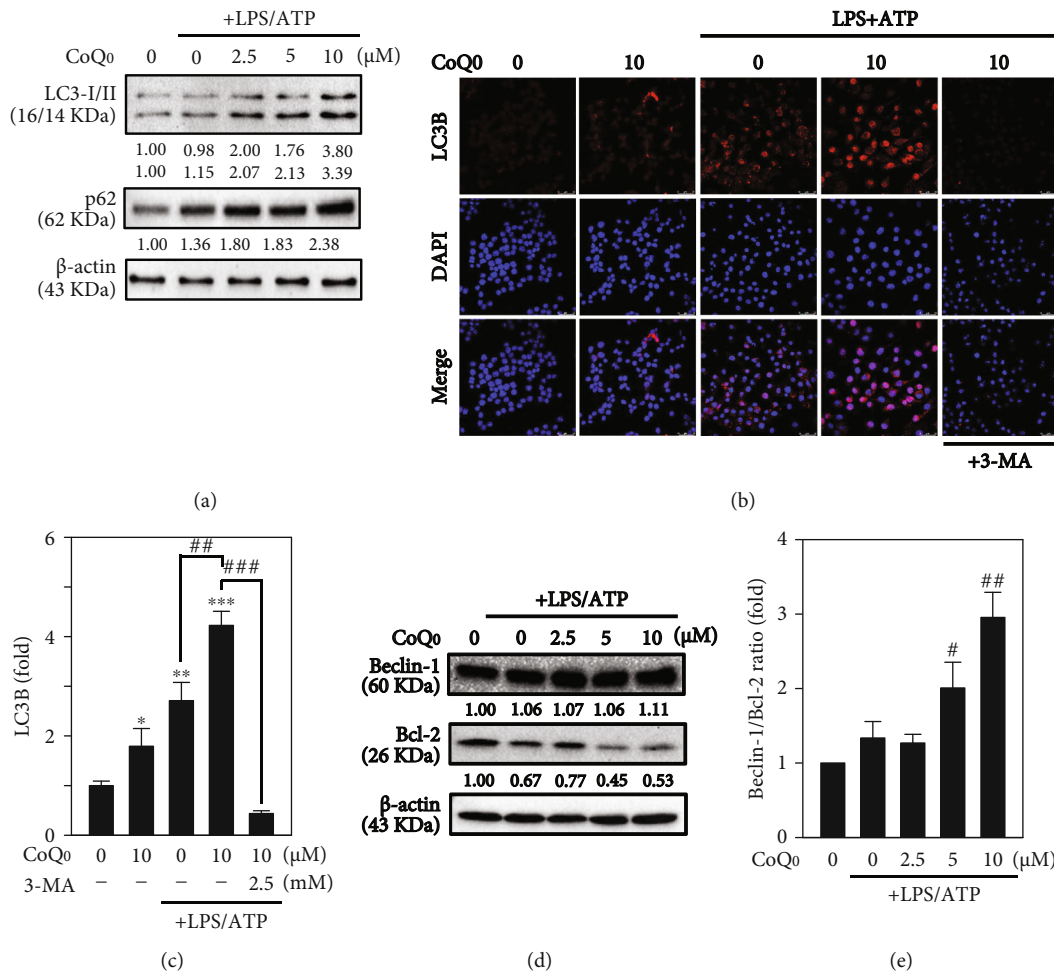 +LPS/ATP
CoQ0 0 0 2.5 5 10 (μM)
LC3-I/II
(16/14 KDa)
1.00 0.98 2.00 1.76 3.80
1.00 1.15 2.07 2.13 3.39
p62
(62 KDa)
1.00 1.36 1.80 1.83 2.38
β-actin
(43 KDa)
(a)
LPS+ATP
CoQ0 0 10 0 10 10
LC3B
DAPI
Merge
+3-MA
(b)
LC3B (fold)
6
4
2
0
*
**
***
##
###
CoQ0 0 10 0 10 10 (μM)
3-MA – – – – 2.5 (mM)
+LPS/ATP
(c)
+LPS/ATP
CoQ0 0 0 2.5 5 10 (μM)
Beclin-1
(60 KDa)
1.00 1.06 1.07 1.06 1.11
Bcl-2
(26 KDa)
1.00 0.67 0.77 0.45 0.53
β-actin
(43 KDa)
(d)
Beclin-1/Bcl-2 ratio (fold)
4
3
2
1
0
#
##
CoQ0 0 0 2.5 5 10 (μM)
+LPS/ATP
(e)